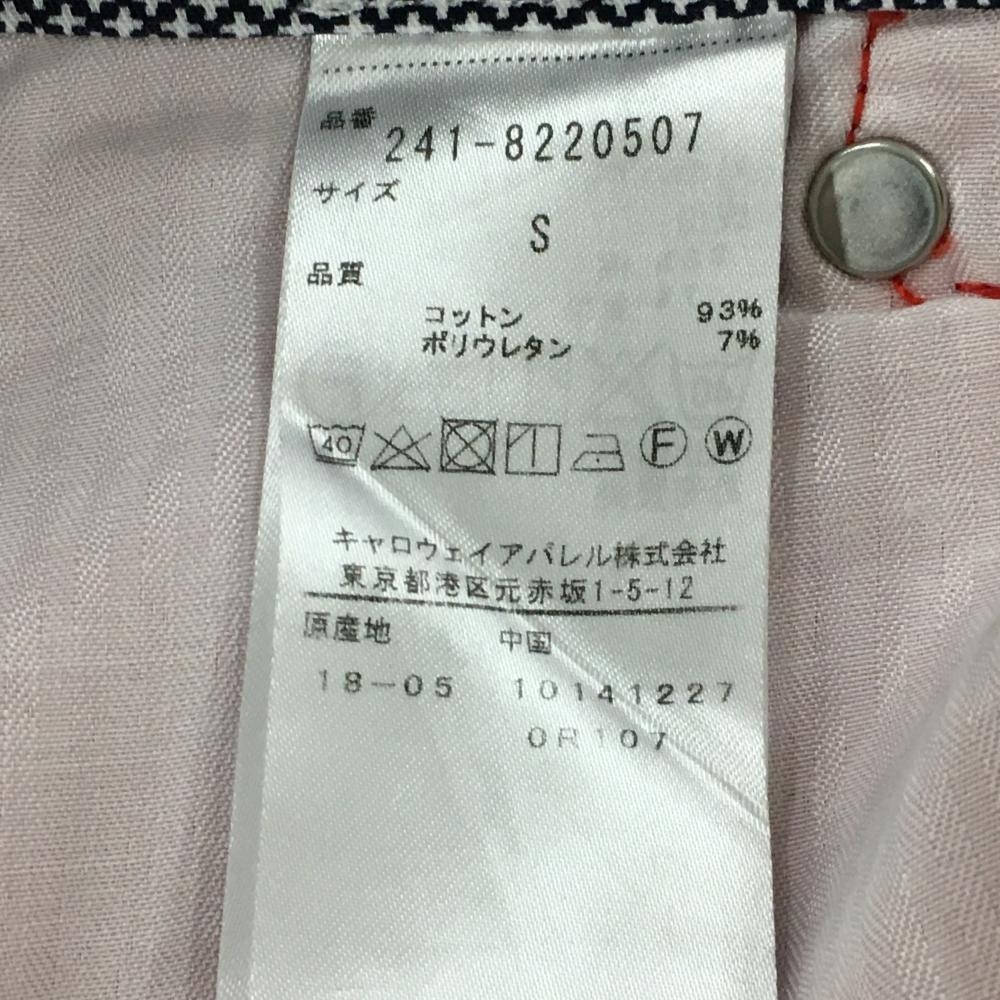 品番
241-8220507
サイズ
S
品質
コットン 93%
ポリウレタン 7%
40 F W
キャロウェイアパレル株式会社
東京都港区元赤坂1-5-12
原産地 中国
18-05 10141227
OR107